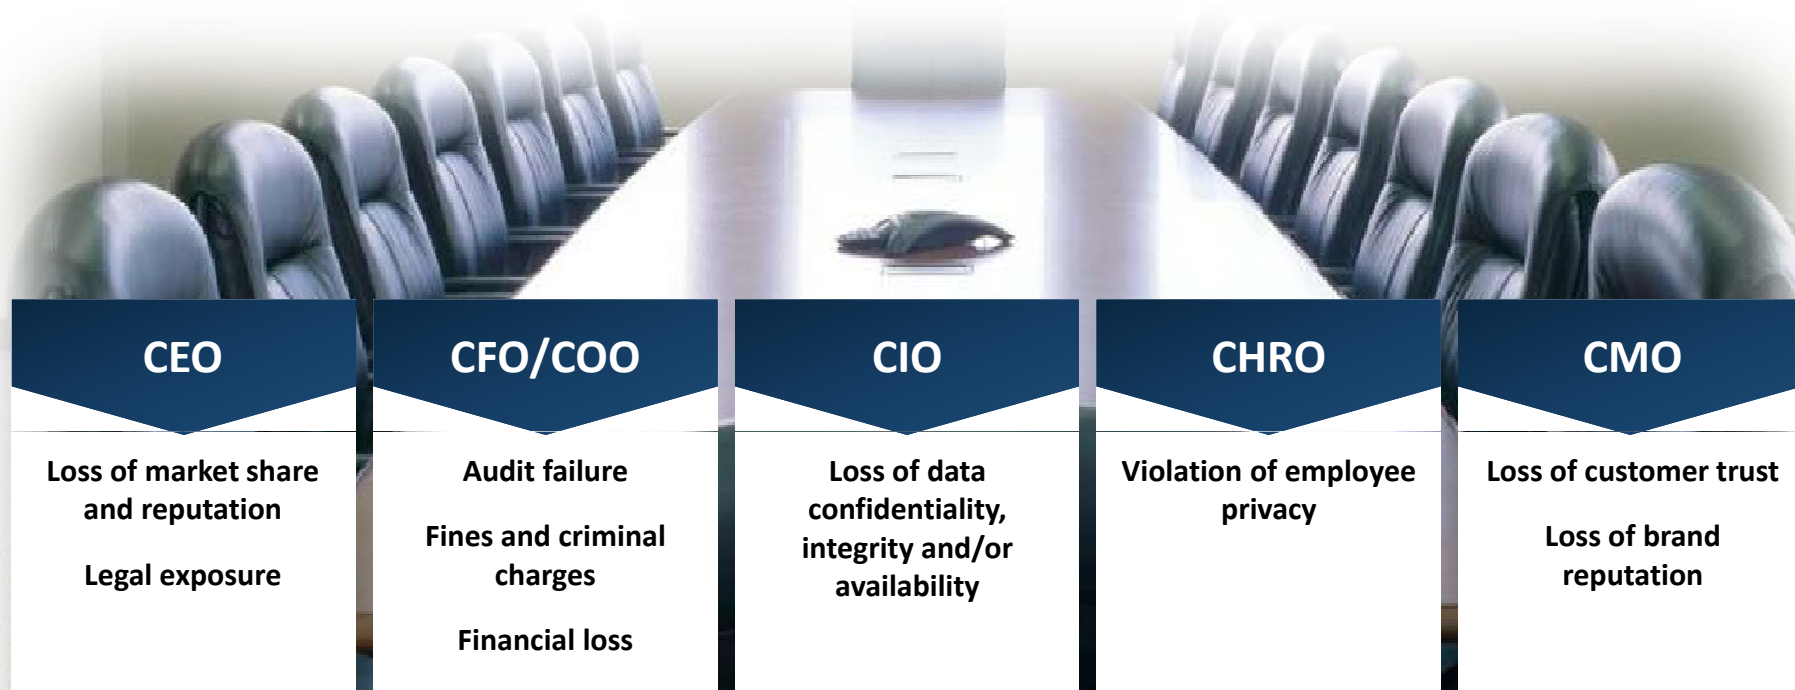 CEO
Loss of market share
and reputation
Legal exposure
CFO/COO
Audit failure
Fines and criminal
charges
Financial loss
CIO
Loss of data
confidentiality,
integrity and/or
availability
CHRO
Violation of employee
privacy
CMO
Loss of customer trust
Loss of brand
reputation